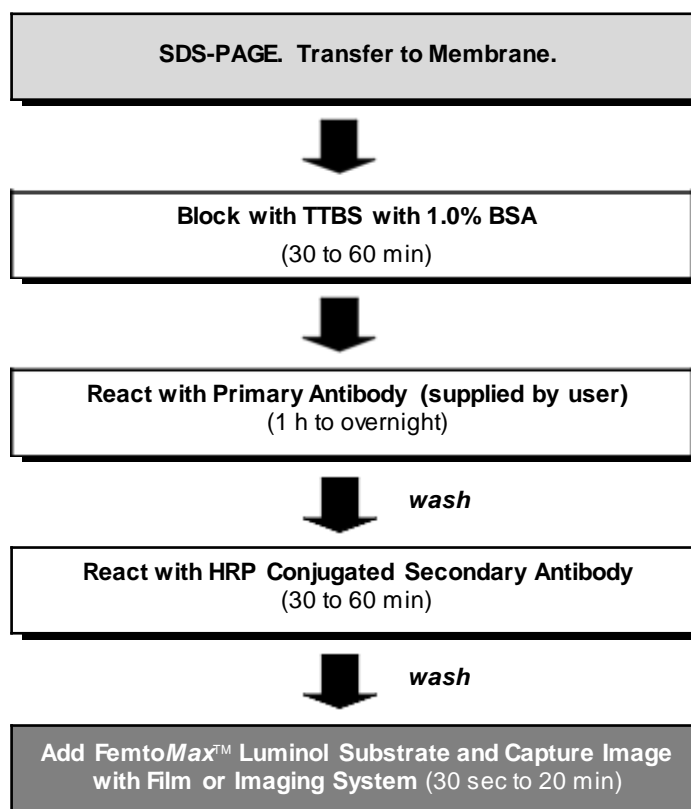 SDS-PAGE. Transfer to Membrane.
Block with TTBS with 1.0% BSA
(30 to 60 min)
React with Primary Antibody (supplied by user)
(1 h to overnight)
wash
React with HRP Conjugated Secondary Antibody
(30 to 60 min)
wash
Add FemtoMax™ Luminol Substrate and Capture Image
with Film or Imaging System (30 sec to 20 min)